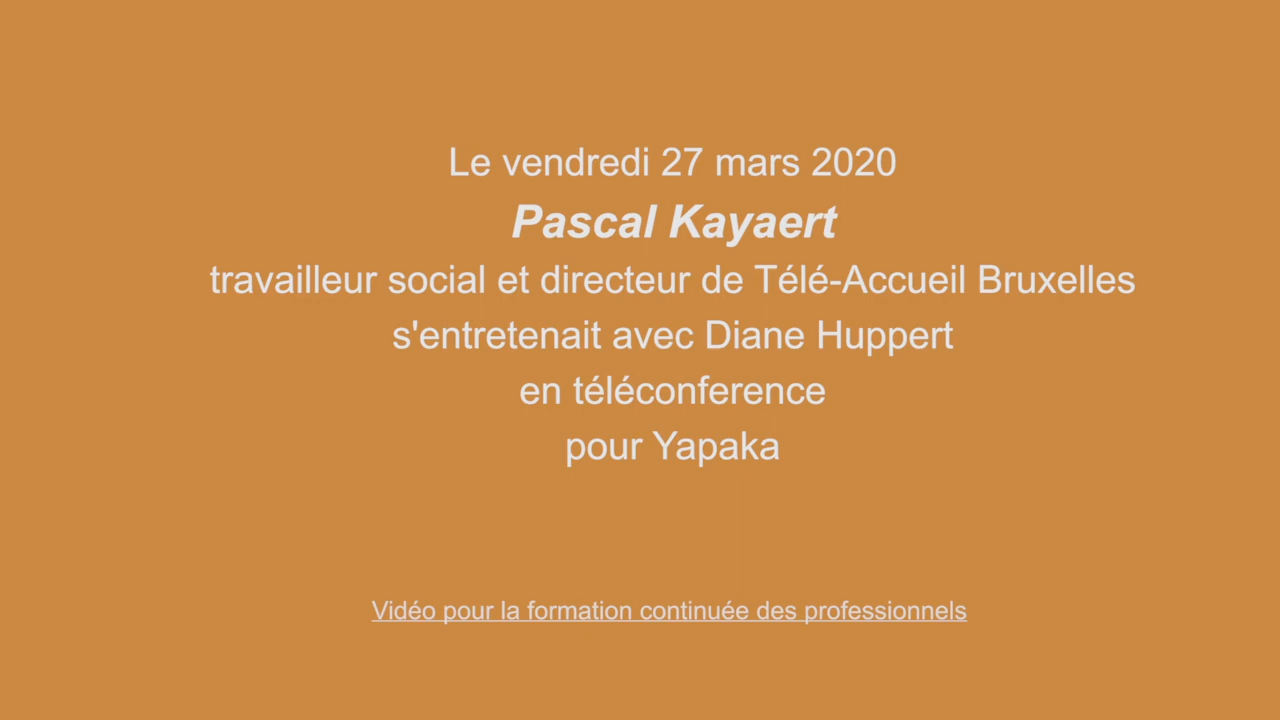 Le vendredi 27 mars 2020
Pascal Kayaert
travailleur social et directeur de Télé-Accueil Bruxelles
s'entretenait avec Diane Huppert
en téléconference
pour Yapaka
Vidéo pour la formation continuée des professionnels